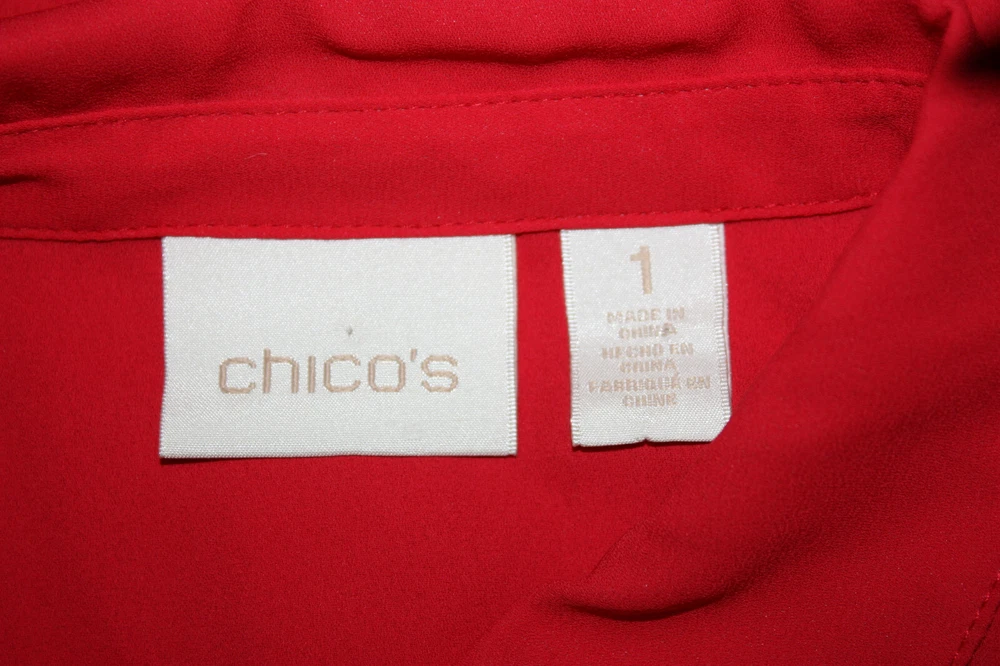 chico's
1
MADE IN
CHINA
HECHO EN
CHINA
FABRIQUÉ EN
CHINE